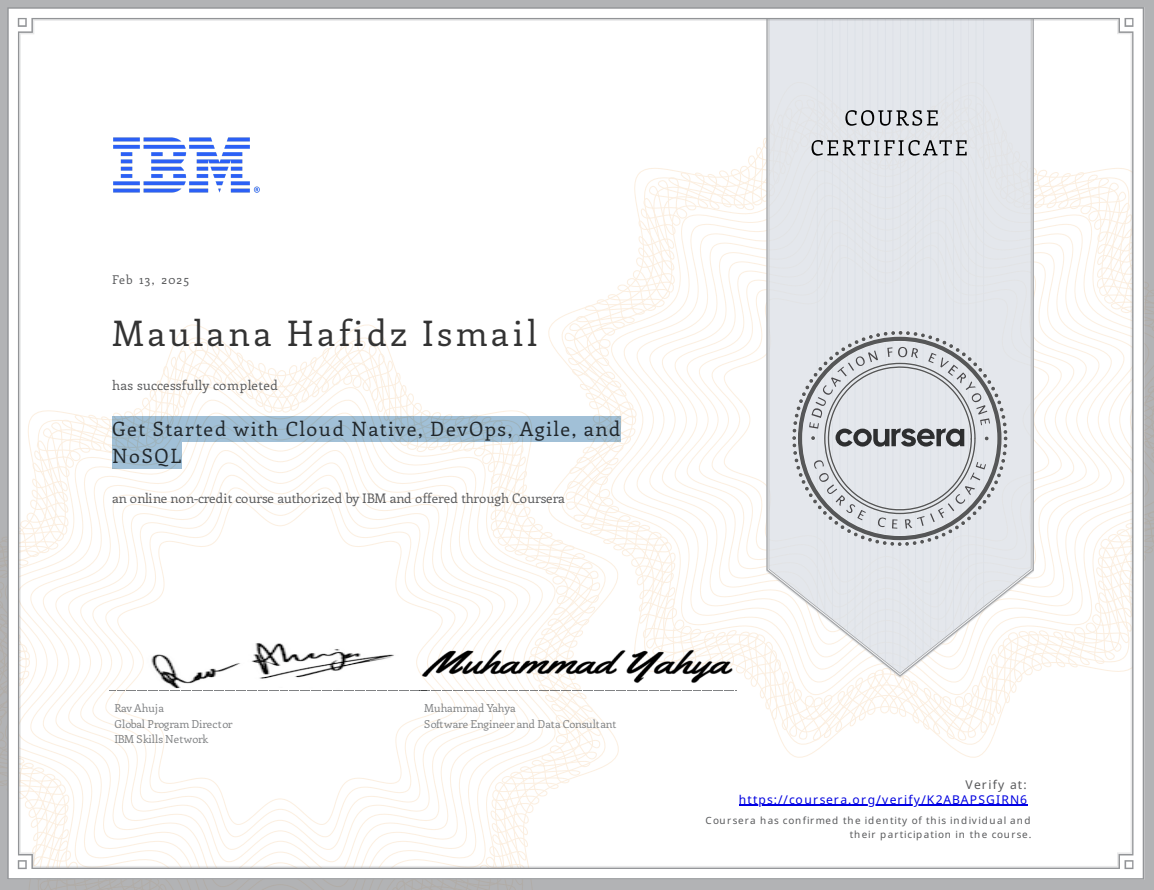 IBM®
Feb 13, 2025
Maulana Hafidz Ismail
has successfully completed
Get Started with Cloud Native, DevOps, Agile, and
NoSQL
an online non-credit course authorized by IBM and offered through Coursera
Rav Ahuja
Muhammad Yahya
Rav Ahuja
Global Program Director
IBM Skills Network
Muhammad Yahya
Software Engineer and Data Consultant
COURSE
CERTIFICATE
EDUCATION FOR EVERYONE
coursera
COURSE CERTIFICATE
Verify at:
https://coursera.org/verify/K2ABAPSGIRN6
Coursera has confirmed the identity of this individual and
their participation in the course.